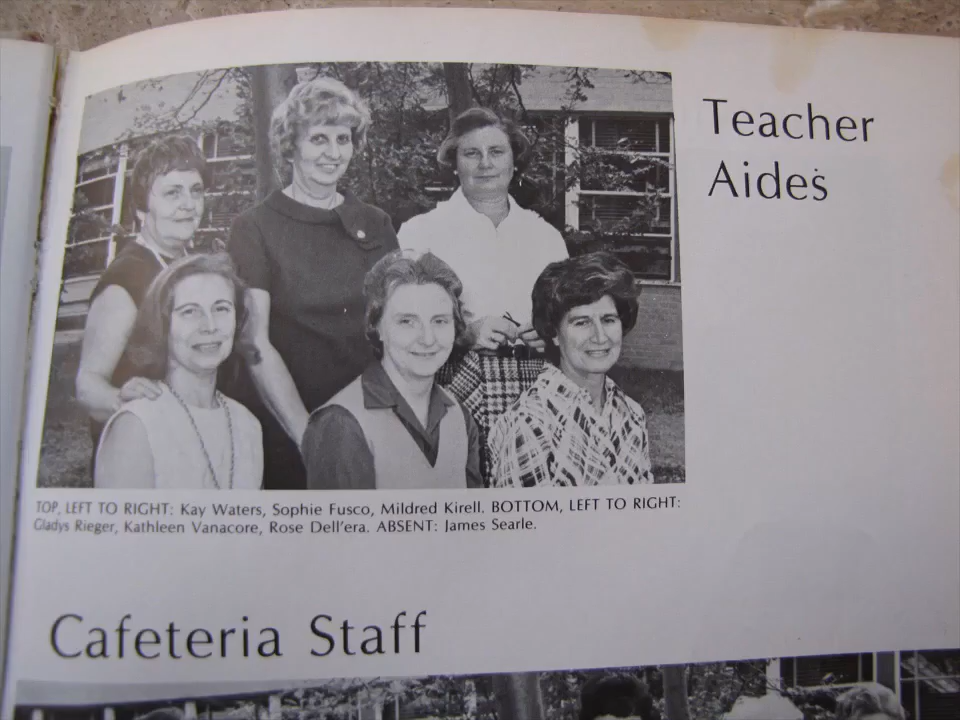 Teacher
Aides
TOP, LEFT TO RIGHT: Kay Waters, Sophie Fusco, Mildred Kirell. BOTTOM, LEFT TO RIGHT:
Gladys Rieger, Kathleen Vanacore, Rose Dell'era. ABSENT: James Searle.
Cafeteria Staff